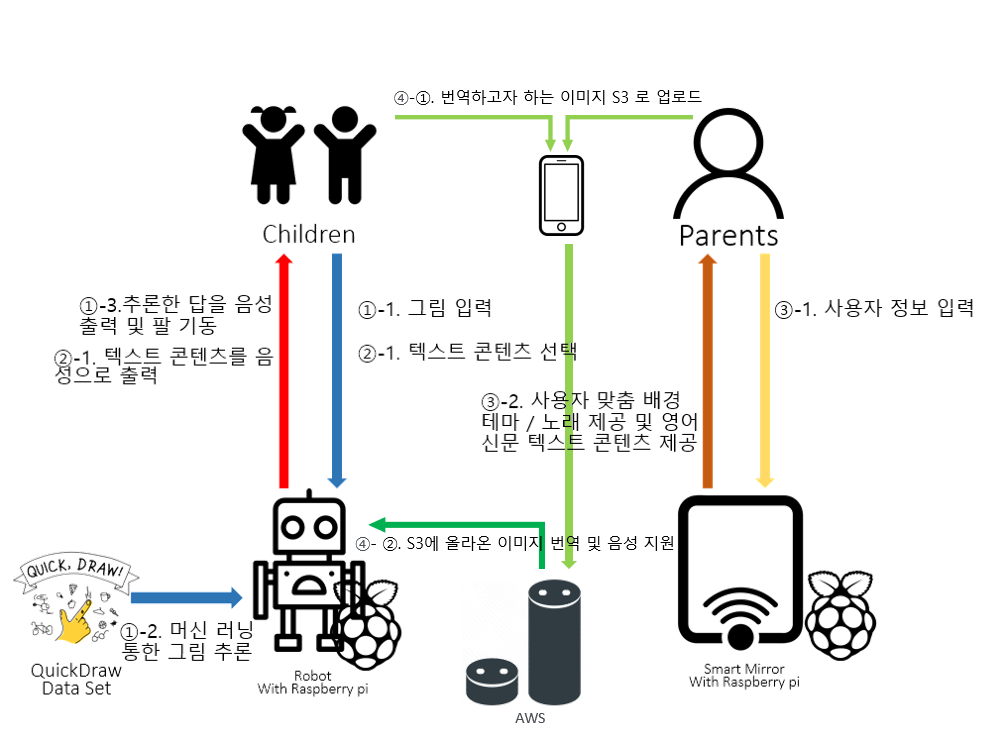 ④-①. 번역하고자 하는 이미지 S3 로 업로드
Children
Parents
①-3.추론한 답을 음성
출력 및 팔 기동
②-1. 텍스트 콘텐츠를 음
성으로 출력
①-1. 그림 입력
②-1. 텍스트 콘텐츠 선택
③-1. 사용자 정보 입력
③-2. 사용자 맞춤 배경
테마 / 노래 제공 및 영어
신문 텍스트 콘텐츠 제공
④- ②. S3에 올라온 이미지 번역 및 음성 지원
QUICK, DRAW!
①-2. 머신 러닝
통한 그림 추론
QuickDraw
Data Set
Robot
With Raspberry pi
AWS
Smart Mirror
With Raspberry pi